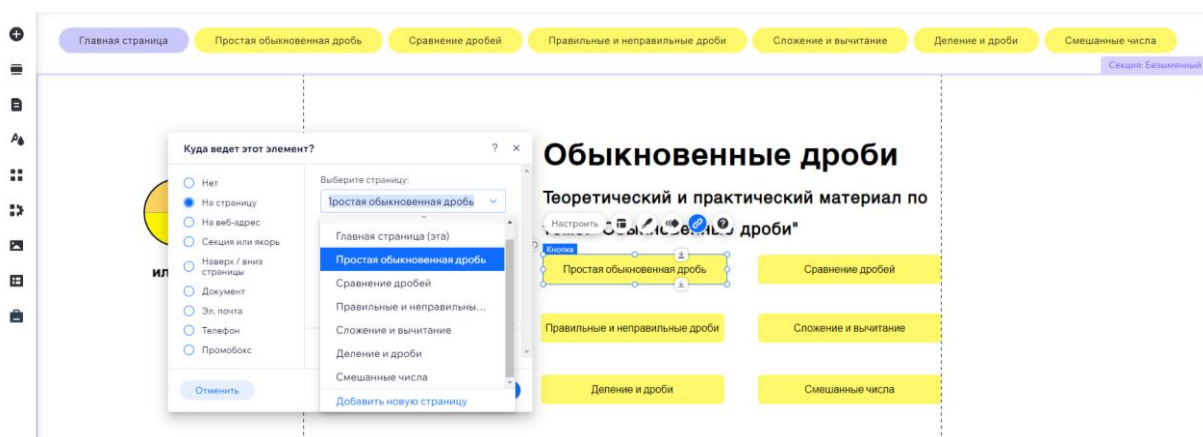 Главная страница
Простая обыкновенная дробь
Сравнение дробей
Правильные и неправильные дроби
Сложение и вычитание
Деление и дроби
Смешанные числа
Секция: Безымянный
Куда ведет этот элемент?
? ×
Нет
На страницу
На веб-адрес
Секция или якорь
Наверх / вниз
страницы
Документ
Эл. почта
Телефон
Промобокс
Отменить
Выберите страницу:
Простая обыкновенная дробь
Главная страница (эта)
Простая обыкновенная дробь
Сравнение дробей
Правильные и неправильны...
Сложение и вычитание
Деление и дроби
Смешанные числа
Добавить новую страницу
Обыкновенные дроби
Теоретический и практический материал по
дроби"
Настроить
Кнопка
Простая обыкновенная дробь
Сравнение дробей
Правильные и неправильные дроби
Сложение и вычитание
Деление и дроби
Смешанные числа